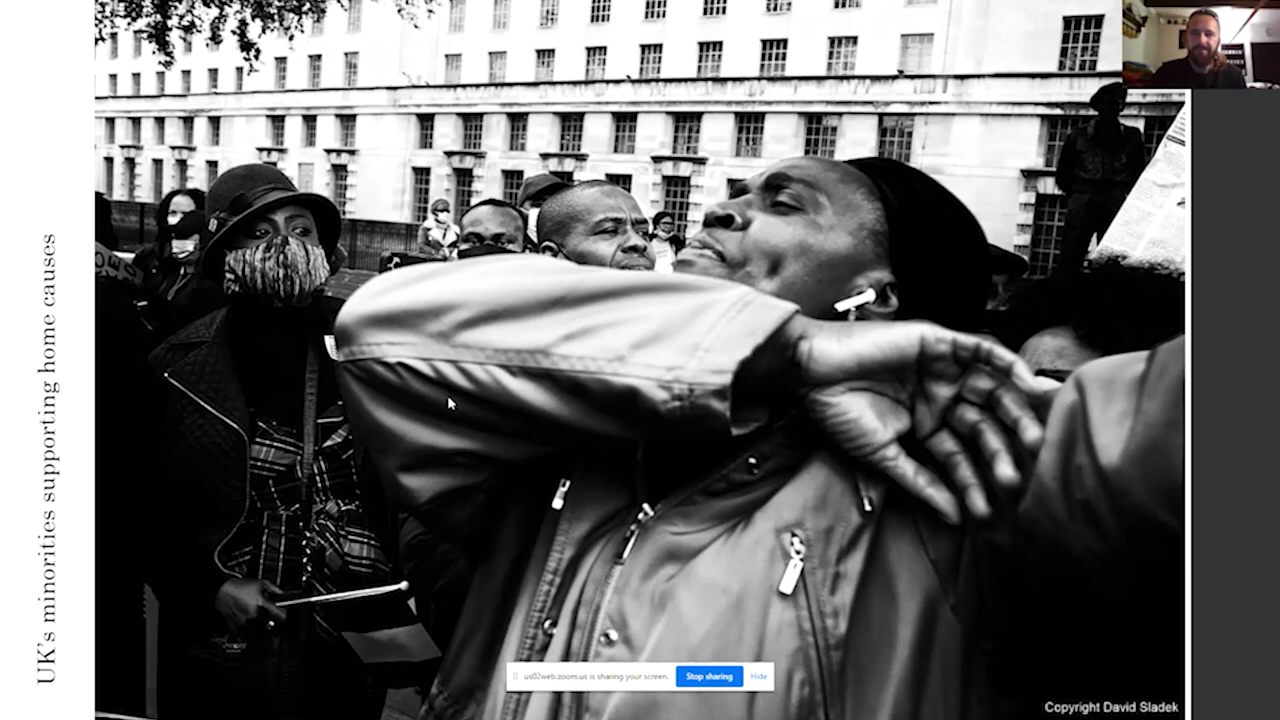 UK's minorities supporting home causes
us02web.zoom.us is sharing your screen.
Stop sharing
Hide
Copyright David Sladek